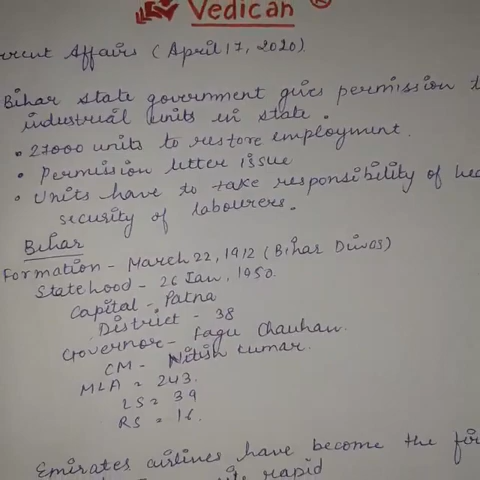 Vedican
rrent Affairs (April 17, 2020)
Bihar state government gives permission t
industrial units in state.
• 27000 units to restore employment.
• Permission letter issue
• Units have to take responsibility of hea
security of labourers.
Bihar
Formation - March 22, 1912 (Bihar Divas)
Statehood - 26 Jan, 1950.
Capital - Patna
District - 38
Governor - Fagu Chauhan.
CM - Nitish Kumar.
MLA = 243.
LS = 39
RS = 16.
Emirates airlines have become the fir
rapid